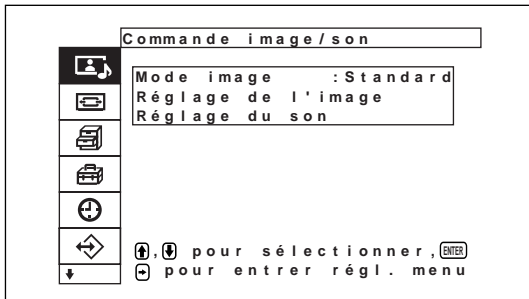 Commande image/son
Mode image :Standard
Réglage de l'image
Réglage du son
, pour sélectionner, ENTER
pour entrer régl. menu